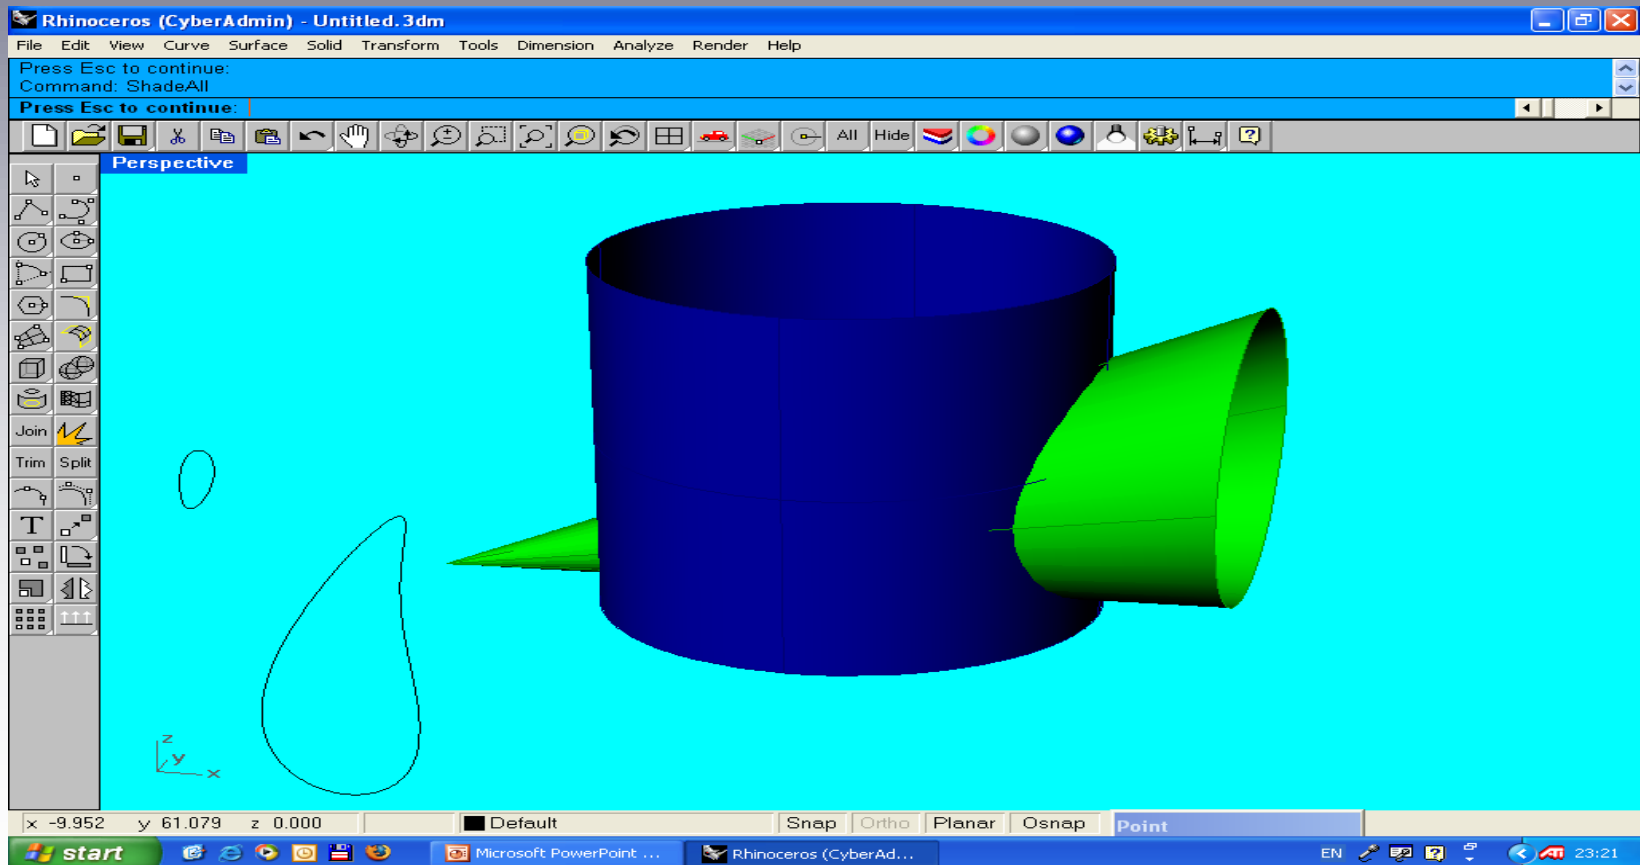 Rhinoceros (CyberAdmin) - Untitled.3dm
File Edit View Curve Surface Solid Transform Tools Dimension Analyze Render Help
Press Esc to continue:
Command: ShadeAll
Press Esc to continue:
All Hide
Perspective
Join
Trim Split
T
z
y
x
x -9.952 y 61.079 z 0.000 Default Snap Ortho Planar Osnap Point
start Microsoft PowerPoint ... Rhinoceros (CyberAd... EN ATI 23:21